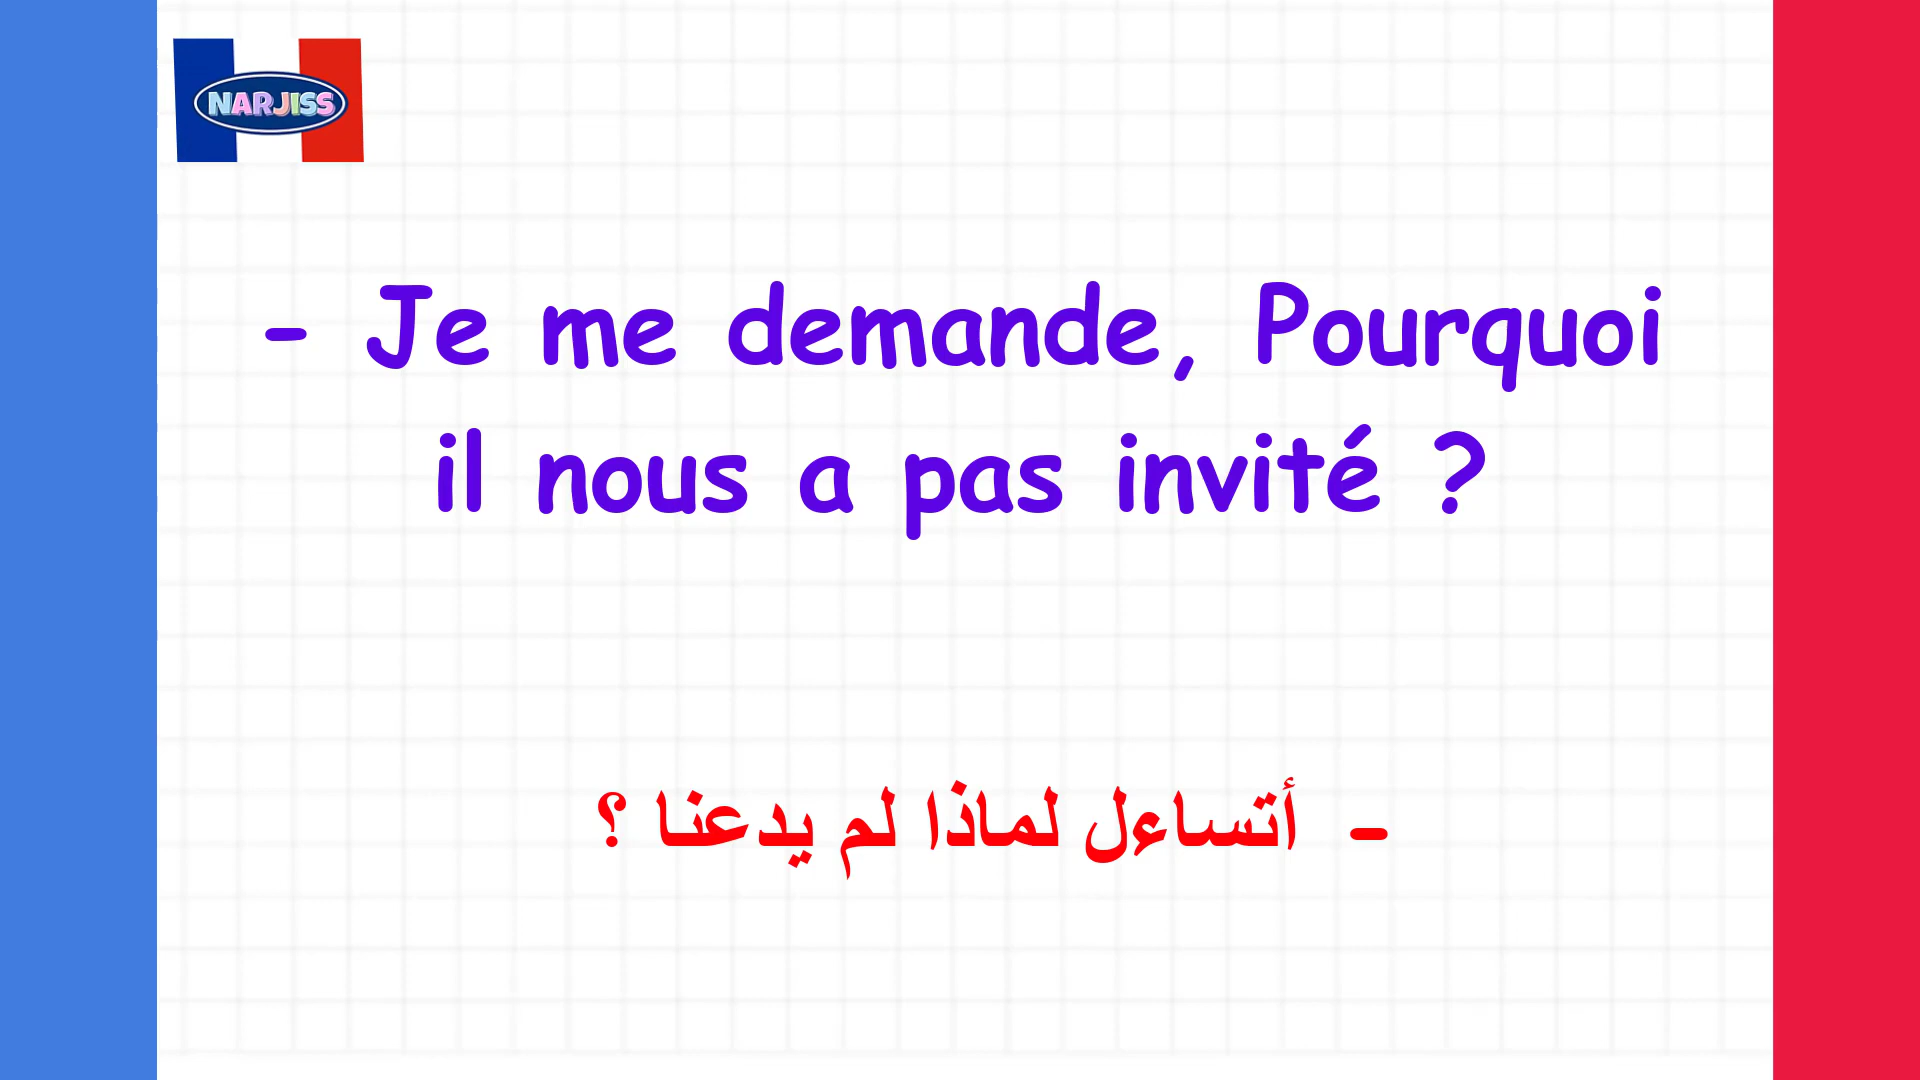 NARJISS
- Je me demande, Pourquoi
il nous a pas invité ?
- أتساءل لماذا لم يدعنا ؟